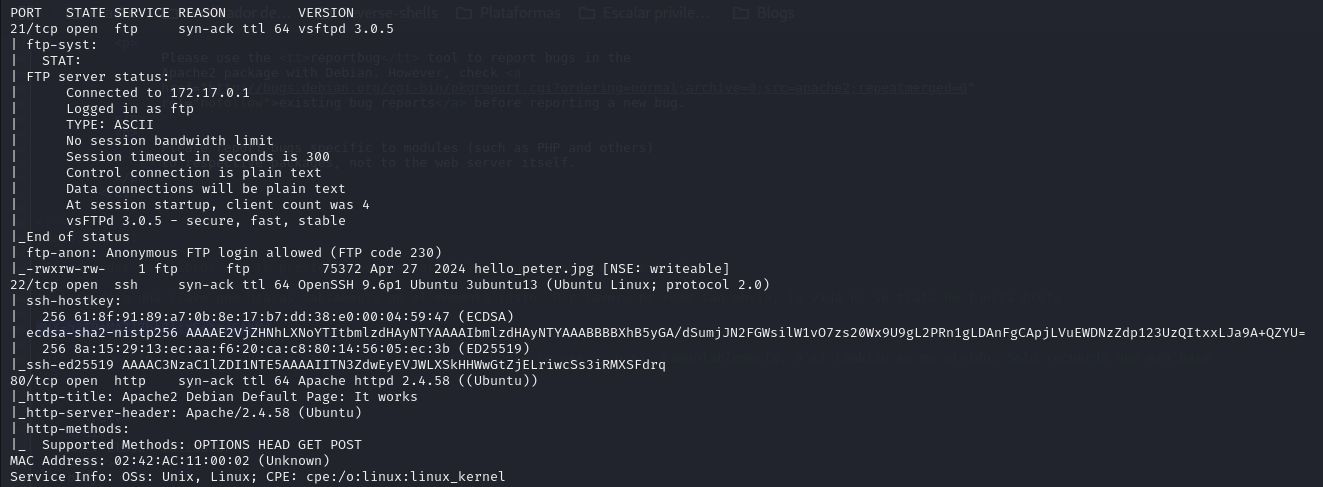 PORT   STATE SERVICE REASON         VERSION
21/tcp open  ftp     syn-ack ttl 64 vsftpd 3.0.5
| ftp-syst:
|   STAT:
| FTP server status:
|      Connected to 172.17.0.1
|      Logged in as ftp
|      TYPE: ASCII
|      No session bandwidth limit
|      Session timeout in seconds is 300
|      Control connection is plain text
|      Data connections will be plain text
|      At session startup, client count was 4
|      vsFTPd 3.0.5 - secure, fast, stable
|_End of status
| ftp-anon: Anonymous FTP login allowed (FTP code 230)
|_-rwxrw-rw-    1 ftp      ftp         75372 Apr 27  2024 hello_peter.jpg [NSE: writeable]
22/tcp open  ssh     syn-ack ttl 64 OpenSSH 9.6p1 Ubuntu 3ubuntu13 (Ubuntu Linux; protocol 2.0)
| ssh-hostkey:
|   256 61:8f:91:89:a7:0b:8e:17:b7:dd:38:e0:00:04:59:47 (ECDSA)
| ecdsa-sha2-nistp256 AAAAE2VjZHNhLXNoYTItbmlzdHAyNTYAAAAIbmlzdHAyNTYAAABBBBXhB5yGA/dSumjJN2FGWsilW1vO7zs20Wx9U9gL2PRn1gLDAnFgCApjLVuEWDNzZdp123UzQItxxLJa9A+QZYU=
|   256 8a:15:29:13:ec:aa:f6:20:ca:c8:80:14:56:05:ec:3b (ED25519)
|_ssh-ed25519 AAAAC3NzaC1lZDI1NTE5AAAAIITN3ZdwEyEVJWLXSkHHWwGtZjELriwcSs3iRMXSFdrq
80/tcp open  http    syn-ack ttl 64 Apache httpd 2.4.58 ((Ubuntu))
|_http-title: Apache2 Debian Default Page: It works
|_http-server-header: Apache/2.4.58 (Ubuntu)
| http-methods:
|_  Supported Methods: OPTIONS HEAD GET POST
MAC Address: 02:42:AC:11:00:02 (Unknown)
Service Info: OSs: Unix, Linux; CPE: cpe:/o:linux:linux_kernel